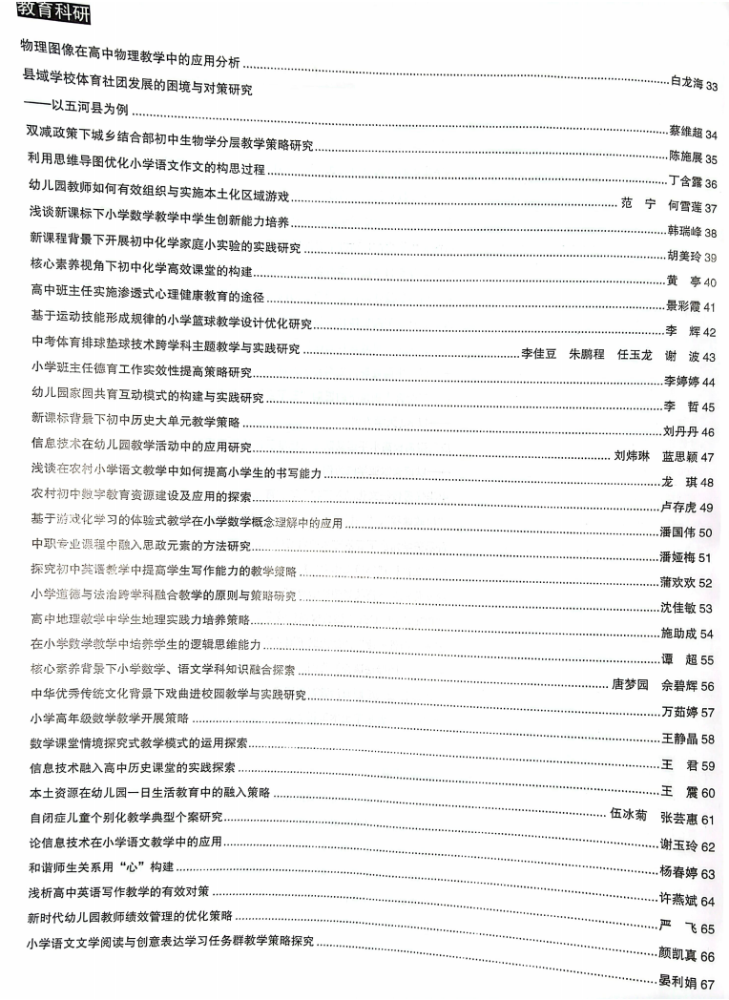 教育科研
物理图像在高中物理教学中的应用分析……白龙海 33
县域学校体育社团发展的困境与对策研究
——以五河县为例……蔡维超 34
双减政策下城乡结合部初中生物学分层教学策略研究……陈施展 35
利用思维导图优化小学语文作文的构思过程……丁含露 36
幼儿园教师如何有效组织与实施本土化区域游戏……范　宁　何雪莲 37
浅谈新课标下小学数学教学中学生创新能力培养……韩瑞峰 38
新课程背景下开展初中化学家庭小实验的实践研究……胡美玲 39
核心素养视角下初中化学高效课堂的构建……黄　亭 40
高中班主任实施渗透式心理健康教育的途径……景彩霞 41
基于运动技能形成规律的小学篮球教学设计优化研究……李　辉 42
中考体育排球垫球技术跨学科主题教学与实践研究……李佳豆　朱鹏程　任玉龙　谢　波 43
小学班主任德育工作实效性提高策略研究……李婷婷 44
幼儿园家园共育互动模式的构建与实践研究……李　哲 45
新课标背景下初中历史大单元教学策略……刘丹丹 46
信息技术在幼儿园教学活动中的应用研究……刘炜琳　蓝思颖 47
浅谈在农村小学语文教学中如何提高小学生的书写能力……龙　琪 48
农村初中数字教育资源建设及应用的探索……卢存虎 49
基于游戏化学习的体验式教学在小学数学概念理解中的应用……潘国伟 50
中职专业课程中融入思政元素的方法研究……潘娅梅 51
探究初中英语教学中提高学生写作能力的教学策略……蒲欢欢 52
小学道德与法治跨学科融合教学的原则与策略研究……沈佳敏 53
高中地理教学中学生地理实践力培养策略……施助成 54
在小学数学教学中培养学生的逻辑思维能力……谭　超 55
核心素养背景下小学数学、语文学科知识融合探索……唐梦园　余碧辉 56
中华优秀传统文化背景下戏曲进校园教学与实践研究……万茹婷 57
小学高年级数学教学开展策略……王静晶 58
数学课堂情境探究式教学模式的运用探索……王　君 59
信息技术融入高中历史课堂的实践探索……王　震 60
本土资源在幼儿园一日生活教育中的融入策略……伍冰菊　张芸惠 61
自闭症儿童个别化教学典型个案研究……谢玉玲 62
论信息技术在小学语文教学中的应用……杨春婷 63
和谐师生关系用“心”构建……许燕斌 64
浅析高中英语写作教学的有效对策……严　飞 65
新时代幼儿园教师绩效管理的优化策略……颜凯真 66
小学语文文学阅读与创意表达学习任务群教学策略探究……晏利娟 67